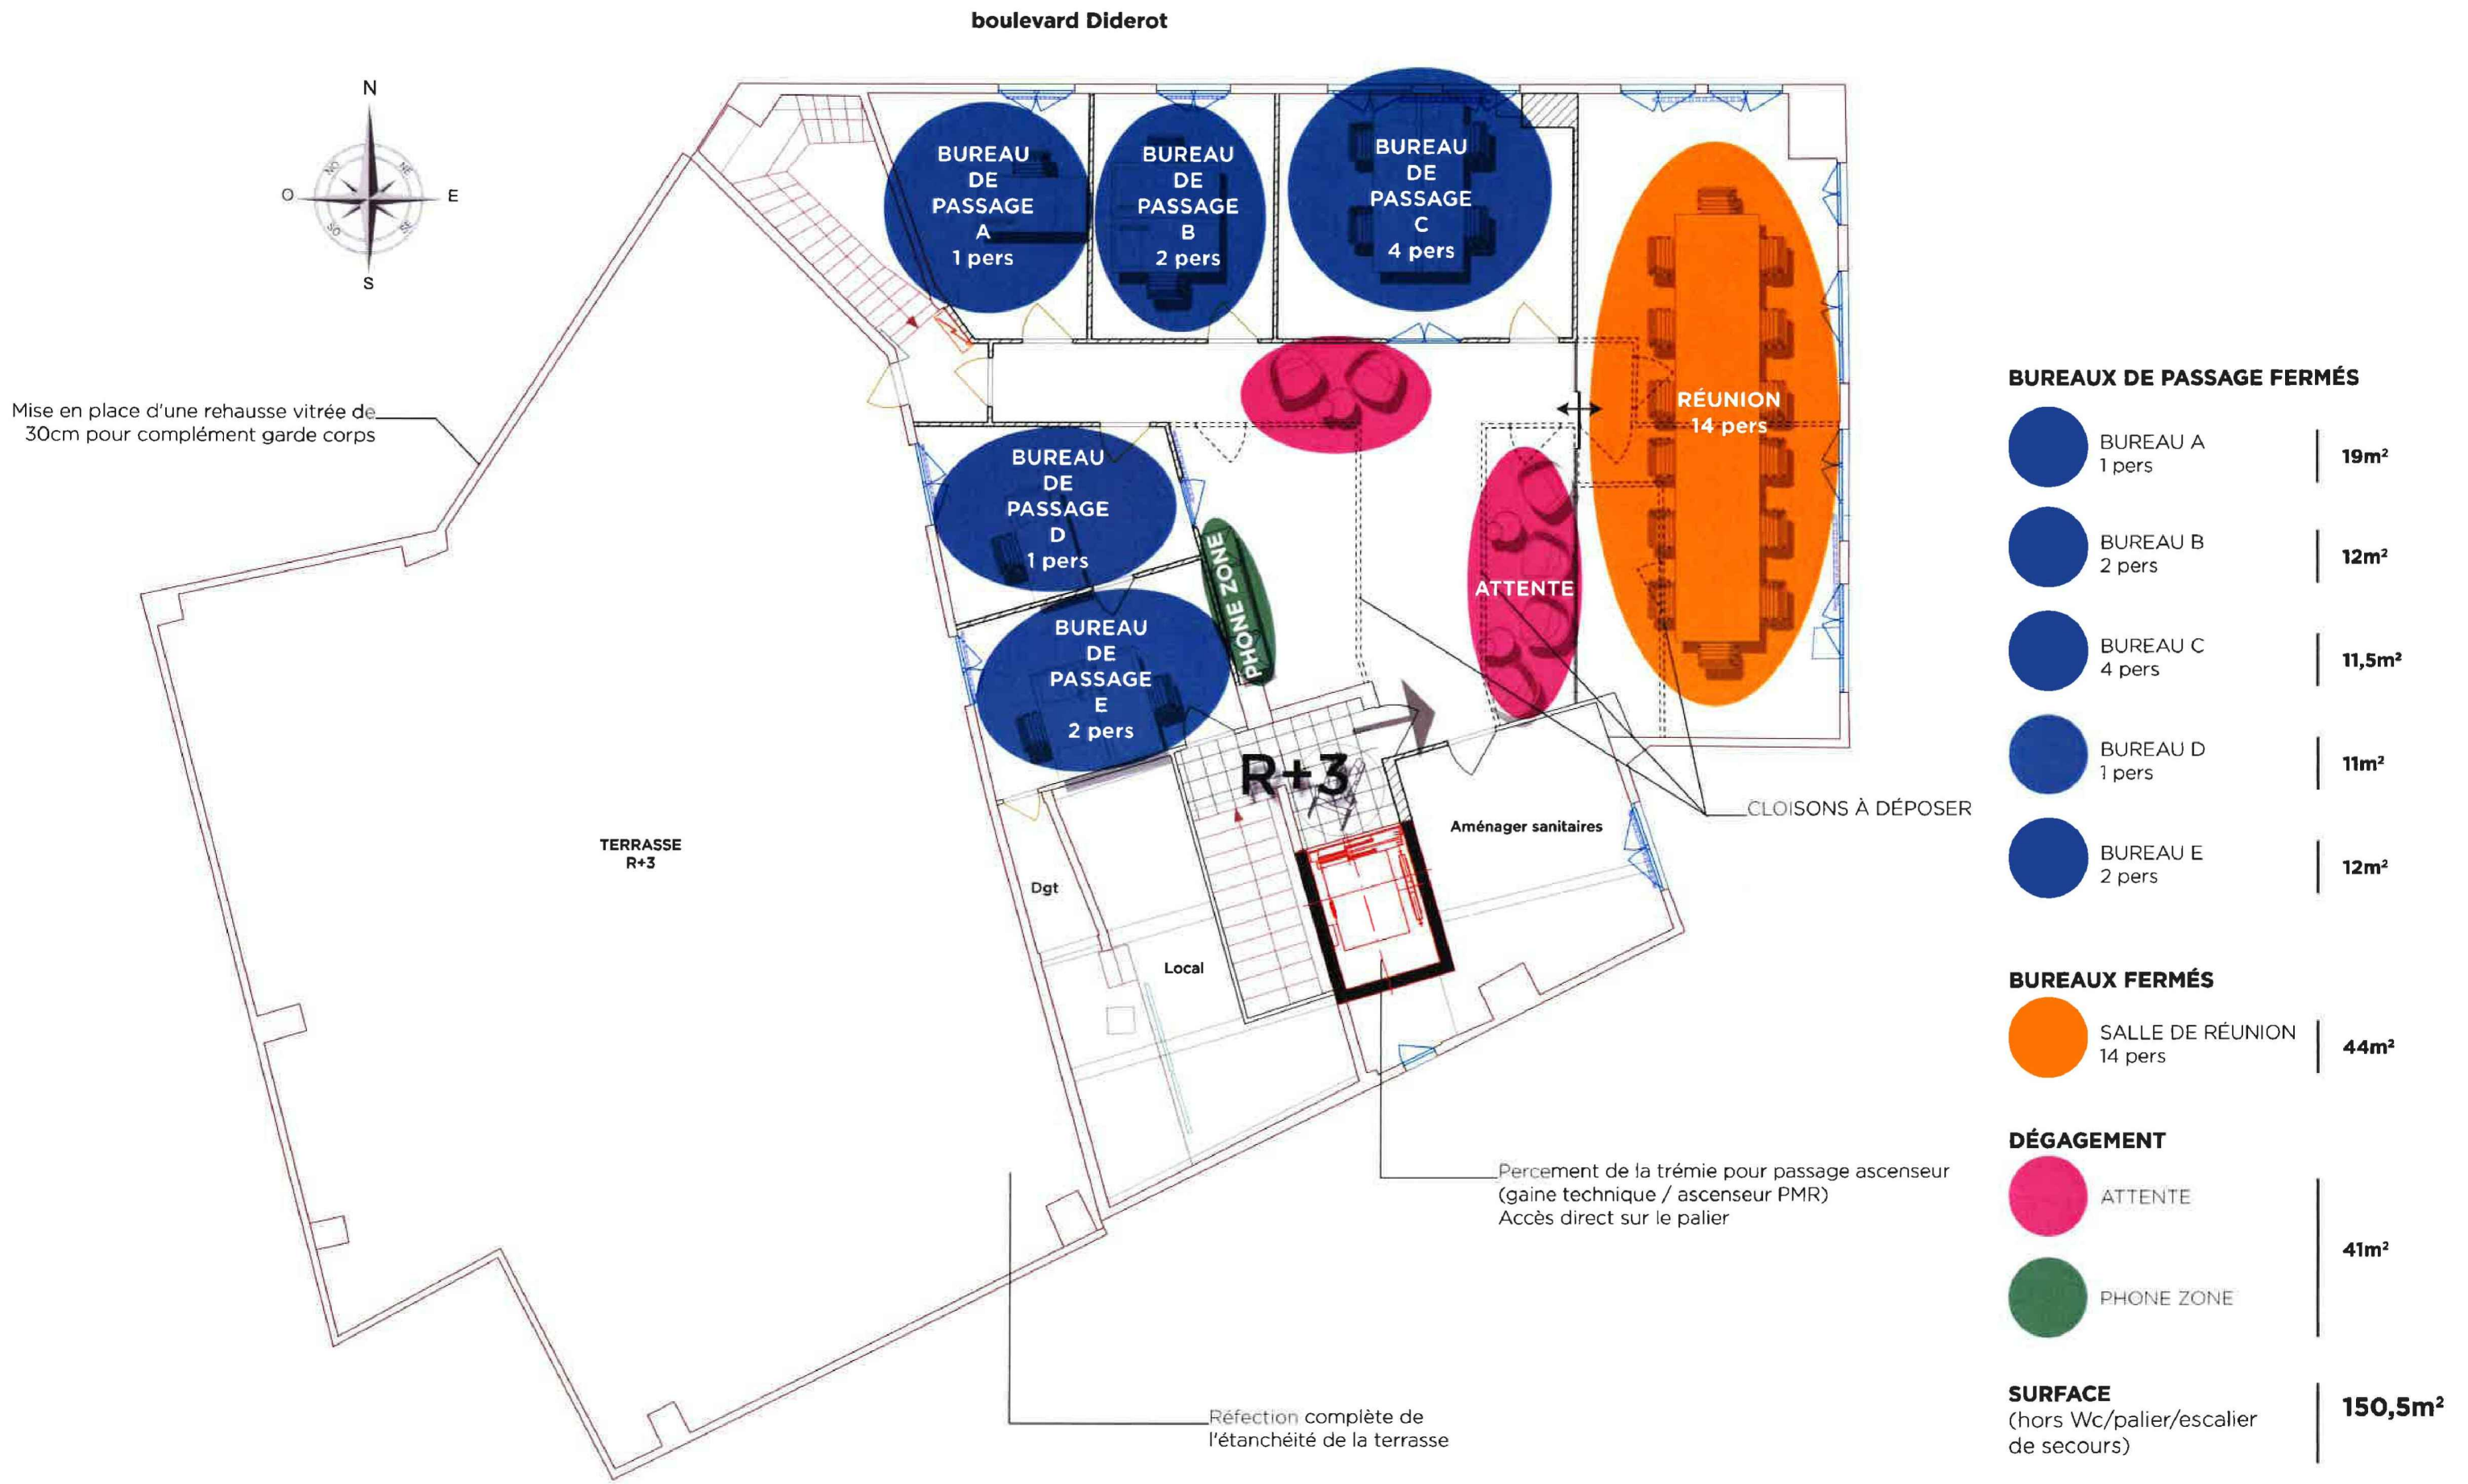 boulevard Diderot
N
NO
NE
O
E
SO
SE
S
Mise en place d'une rehausse vitrée de
30cm pour complément garde corps
BUREAU
DE
PASSAGE
A
1 pers
BUREAU
DE
PASSAGE
B
2 pers
BUREAU
DE
PASSAGE
C
4 pers
RÉUNION
14 pers
BUREAU
DE
PASSAGE
D
1 pers
PHONE ZONE
ATTENTE
BUREAU
DE
PASSAGE
E
2 pers
R+3
CLOISONS À DÉPOSER
Aménager sanitaires
TERRASSE
R+3
Dgt
Local
Percement de la trémie pour passage ascenseur
(gaine technique / ascenseur PMR)
Accès direct sur le palier
Réfection complète de
l'étanchéité de la terrasse
BUREAUX DE PASSAGE FERMÉS
BUREAU A
1 pers
19m²
BUREAU B
2 pers
12m²
BUREAU C
4 pers
11,5m²
BUREAU D
1 pers
11m²
BUREAU E
2 pers
12m²
BUREAUX FERMÉS
SALLE DE RÉUNION
14 pers
44m²
DÉGAGEMENT
ATTENTE
PHONE ZONE
41m²
SURFACE
(hors Wc/palier/escalier
de secours)
150,5m²